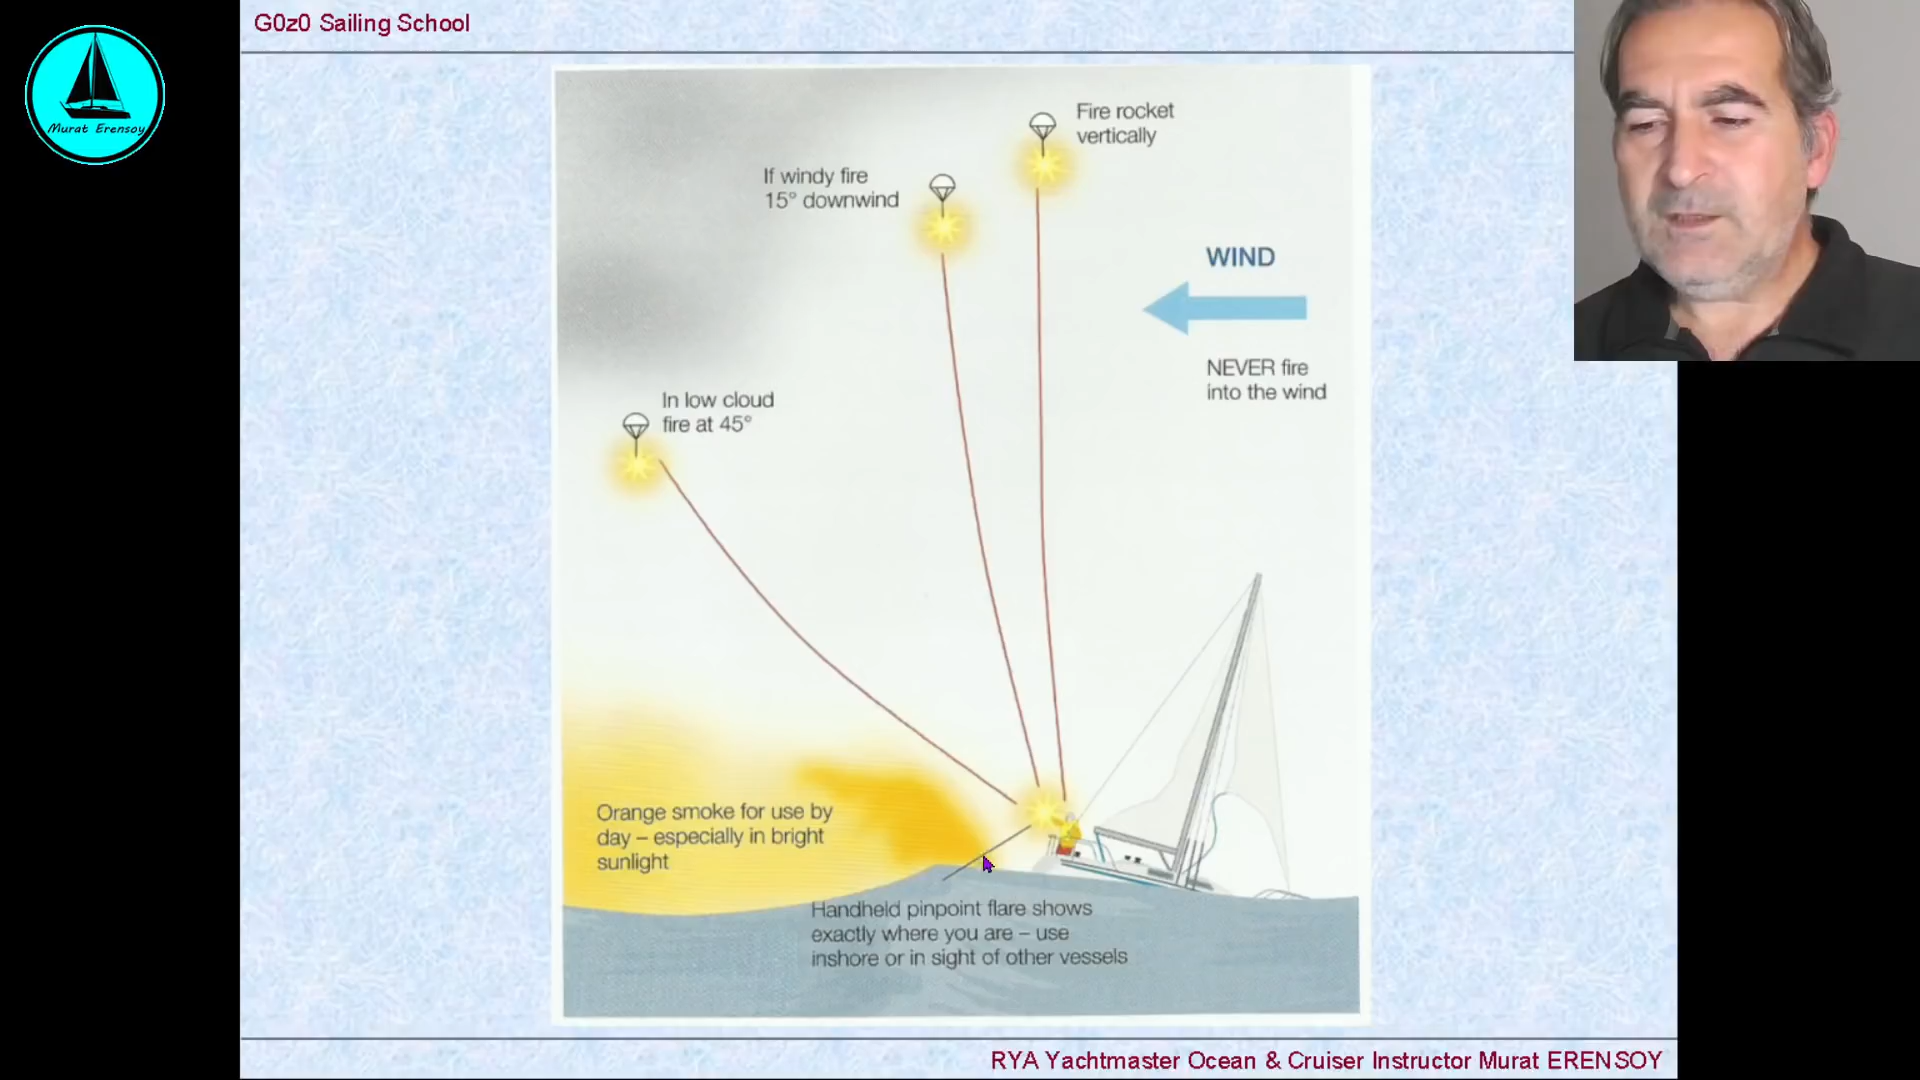 G0z0 Sailing School
Murat Erensoy
Fire rocket
vertically
If windy fire
15° downwind
WIND
NEVER fire
into the wind
In low cloud
fire at 45°
Orange smoke for use by
day – especially in bright
sunlight
Handheld pinpoint flare shows
exactly where you are – use
inshore or in sight of other vessels
RYA Yachtmaster Ocean & Cruiser Instructor Murat ERENSOY